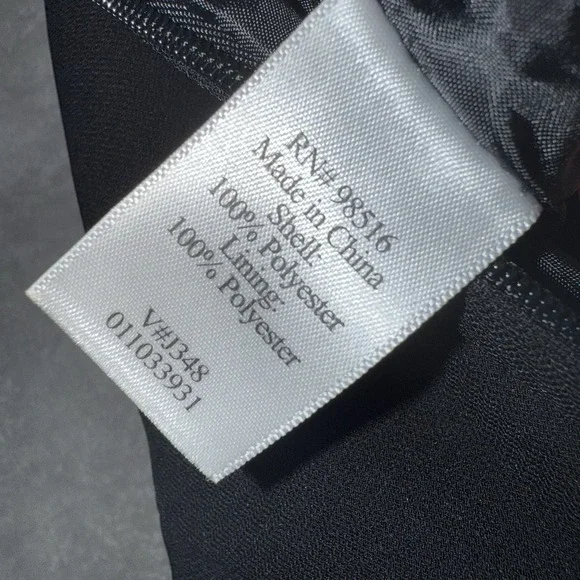 RN# 98516
Made in China
Shell:
100% Polyester
Lining:
100% Polyester
V#J348
011033931